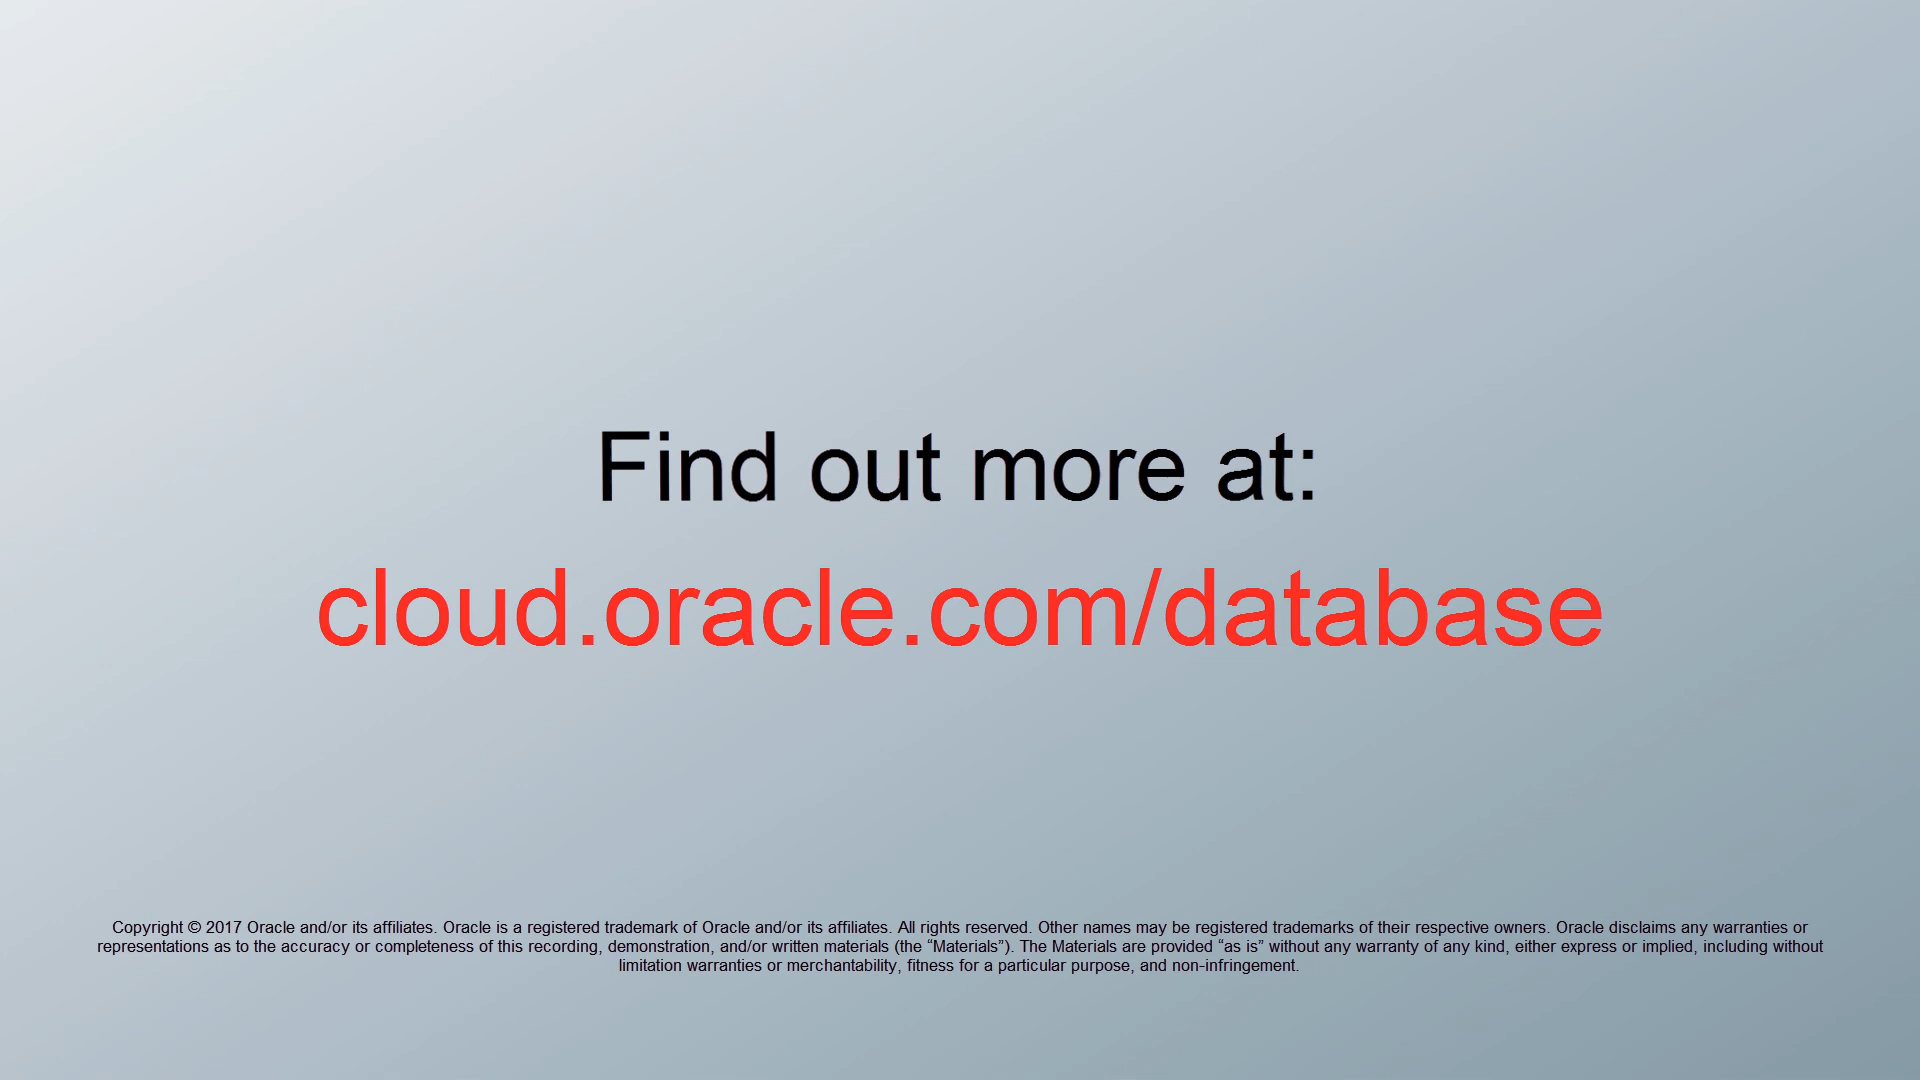 Find out more at:
cloud.oracle.com/database
Copyright © 2017 Oracle and/or its affiliates. Oracle is a registered trademark of Oracle and/or its affiliates. All rights reserved. Other names may be registered trademarks of their respective owners. Oracle disclaims any warranties or
representations as to the accuracy or completeness of this recording, demonstration, and/or written materials (the “Materials”). The Materials are provided “as is” without any warranty of any kind, either express or implied, including without
limitation warranties or merchantability, fitness for a particular purpose, and non-infringement.